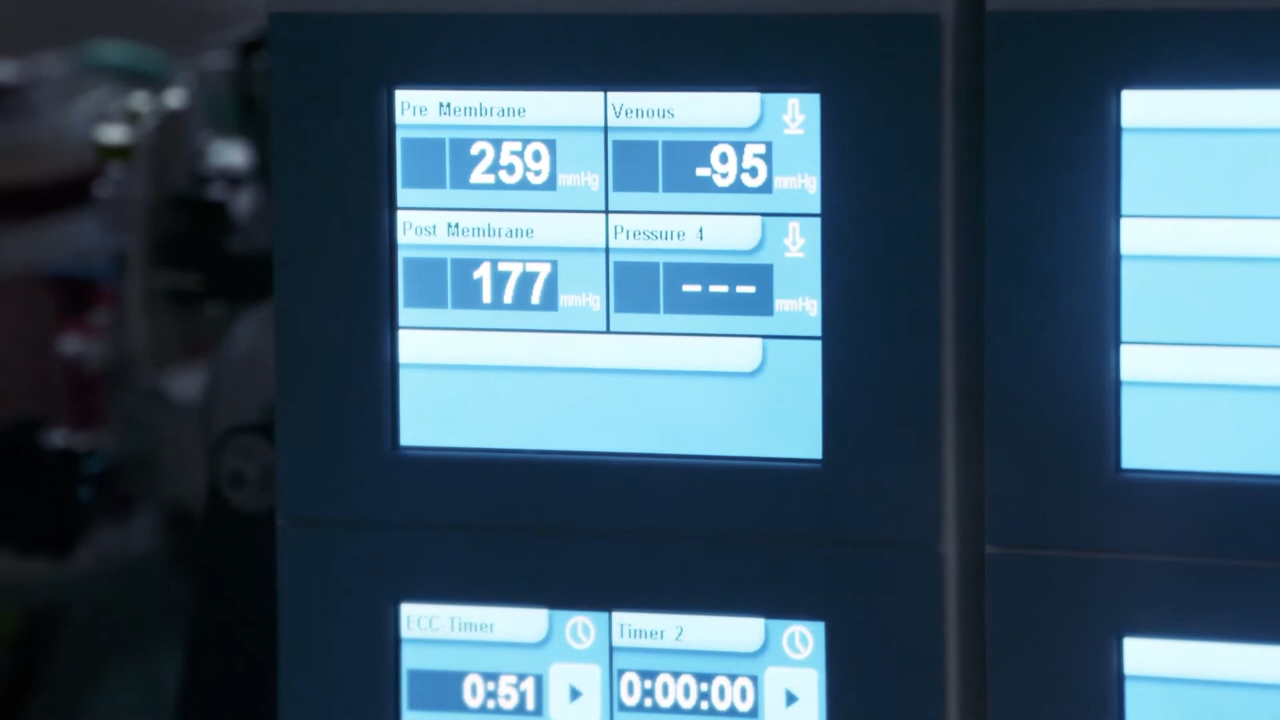 Pre Membrane
Venous
259 mmHg
-95 mmHg
Post Membrane
Pressure 4
177 mmHg
--- mmHg
ECC-Timer
Timer 2
0:51
0:00:00